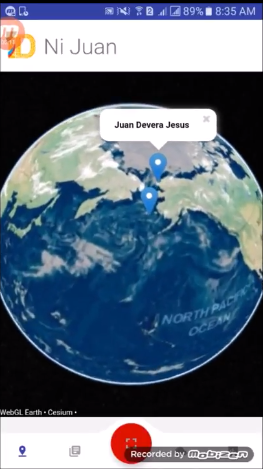 89% 8:35 AM
D Ni Juan
Juan Devera Jesus
×
NORTH PACIFIC
OCEAN
WebGL Earth • Cesium •
Recorded by Mobizen